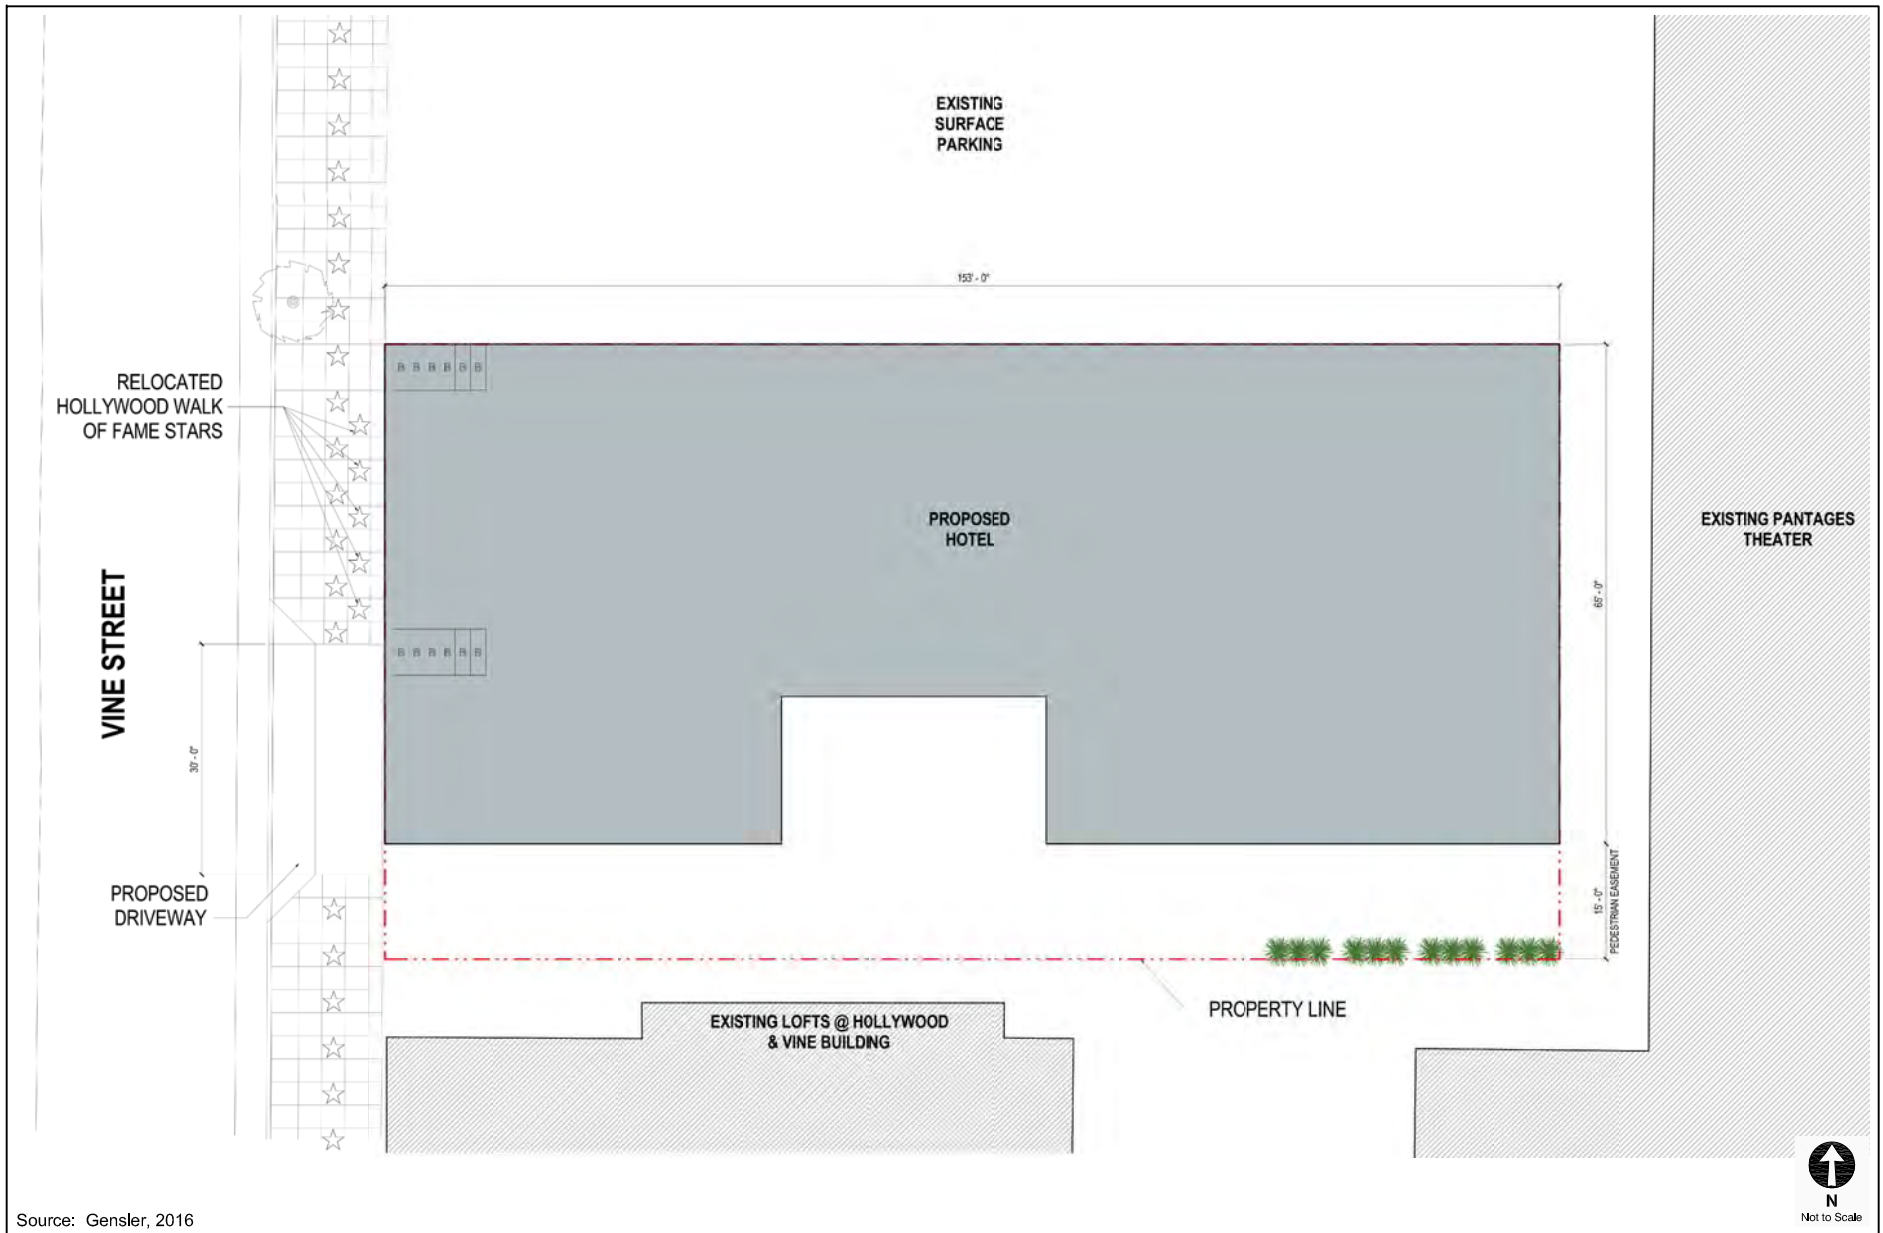 EXISTING
SURFACE
PARKING
153'- 0"
RELOCATED
HOLLYWOOD WALK
OF FAME STARS
B B B B B B
PROPOSED
HOTEL
EXISTING PANTAGES
THEATER
VINE STREET
65'- 0"
B B B B B B
30'- 0"
PROPOSED
DRIVEWAY
15'- 0"
PEDESTRIAN EASEMENT
PROPERTY LINE
EXISTING LOFTS @ HOLLYWOOD
& VINE BUILDING
N
Not to Scale
Source: Gensler, 2016